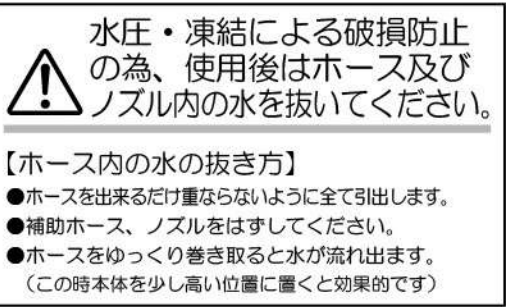 水圧・凍結による破損防止
の為、使用後はホース及び
ノズル内の水を抜いてください。
【ホース内の水の抜き方】
●ホースを出来るだけ重ならないように全て引出します。
●補助ホース、ノズルをはずしてください。
●ホースをゆっくり巻き取ると水が流れ出ます。
（この時本体を少し高い位置に置くと効果的です）